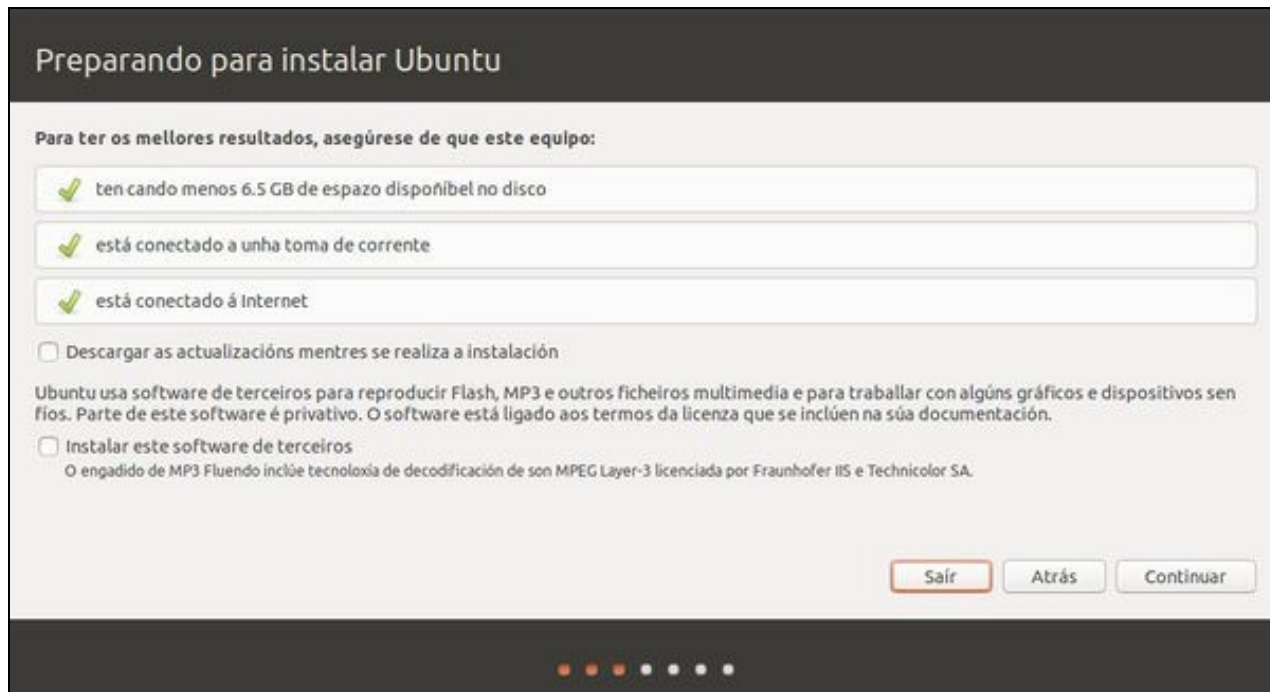 Preparando para instalar Ubuntu
Para ter os mellores resultados, asegúrese de que este equipo:
ten cando menos 6.5 GB de espazo dispoñíbel no disco
está conectado a unha toma de corrente
está conectado á Internet
Descargar as actualizacións mentres se realiza a instalación
Ubuntu usa software de terceiros para reproducir Flash, MP3 e outros ficheiros multimedia e para traballar con algúns gráficos e dispositivos sen
fíos. Parte de este software é privativo. O software está ligado aos termos da licenza que se inclúen na súa documentación.
Instalar este software de terceiros
O engadido de MP3 Fluendo inclúe tecnoloxía de decodificación de son MPEG Layer-3 licenciada por Fraunhofer IIS e Technicolor SA.
Saír
Atrás
Continuar